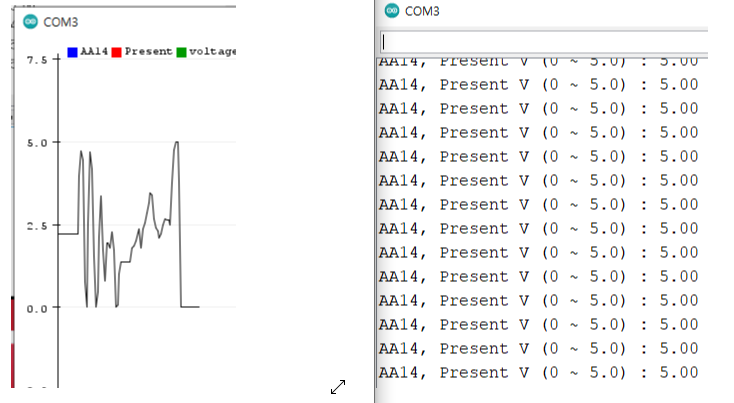 COM3
AA14 Present voltage
7.5
5.0
2.5
0.0
COM3
AA14, Present V (0 ~ 5.0) : 5.00
AA14, Present V (0 ~ 5.0) : 5.00
AA14, Present V (0 ~ 5.0) : 5.00
AA14, Present V (0 ~ 5.0) : 5.00
AA14, Present V (0 ~ 5.0) : 5.00
AA14, Present V (0 ~ 5.0) : 5.00
AA14, Present V (0 ~ 5.0) : 5.00
AA14, Present V (0 ~ 5.0) : 5.00
AA14, Present V (0 ~ 5.0) : 5.00
AA14, Present V (0 ~ 5.0) : 5.00
AA14, Present V (0 ~ 5.0) : 5.00
AA14, Present V (0 ~ 5.0) : 5.00
AA14, Present V (0 ~ 5.0) : 5.00
AA14, Present V (0 ~ 5.0) : 5.00